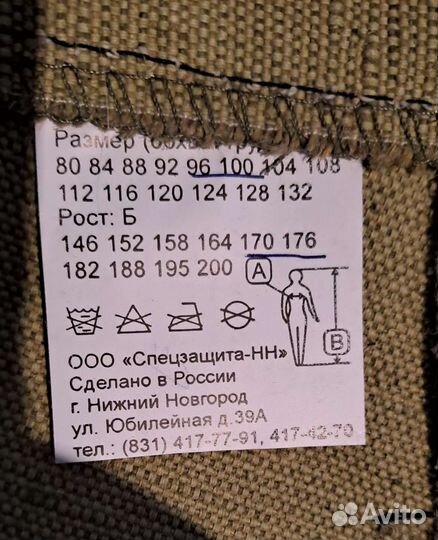 Размер (обхват груди)
80 84 88 92 96 100 104 108
112 116 120 124 128 132
Рост: Б
146 152 158 164 170 176
182 188 195 200
A
B
ООО «Спецзащита-НН»
Сделано в России
г. Нижний Новгород
ул. Юбилейная д.39А
тел.: (831) 417-77-91, 417-42-70
Avito